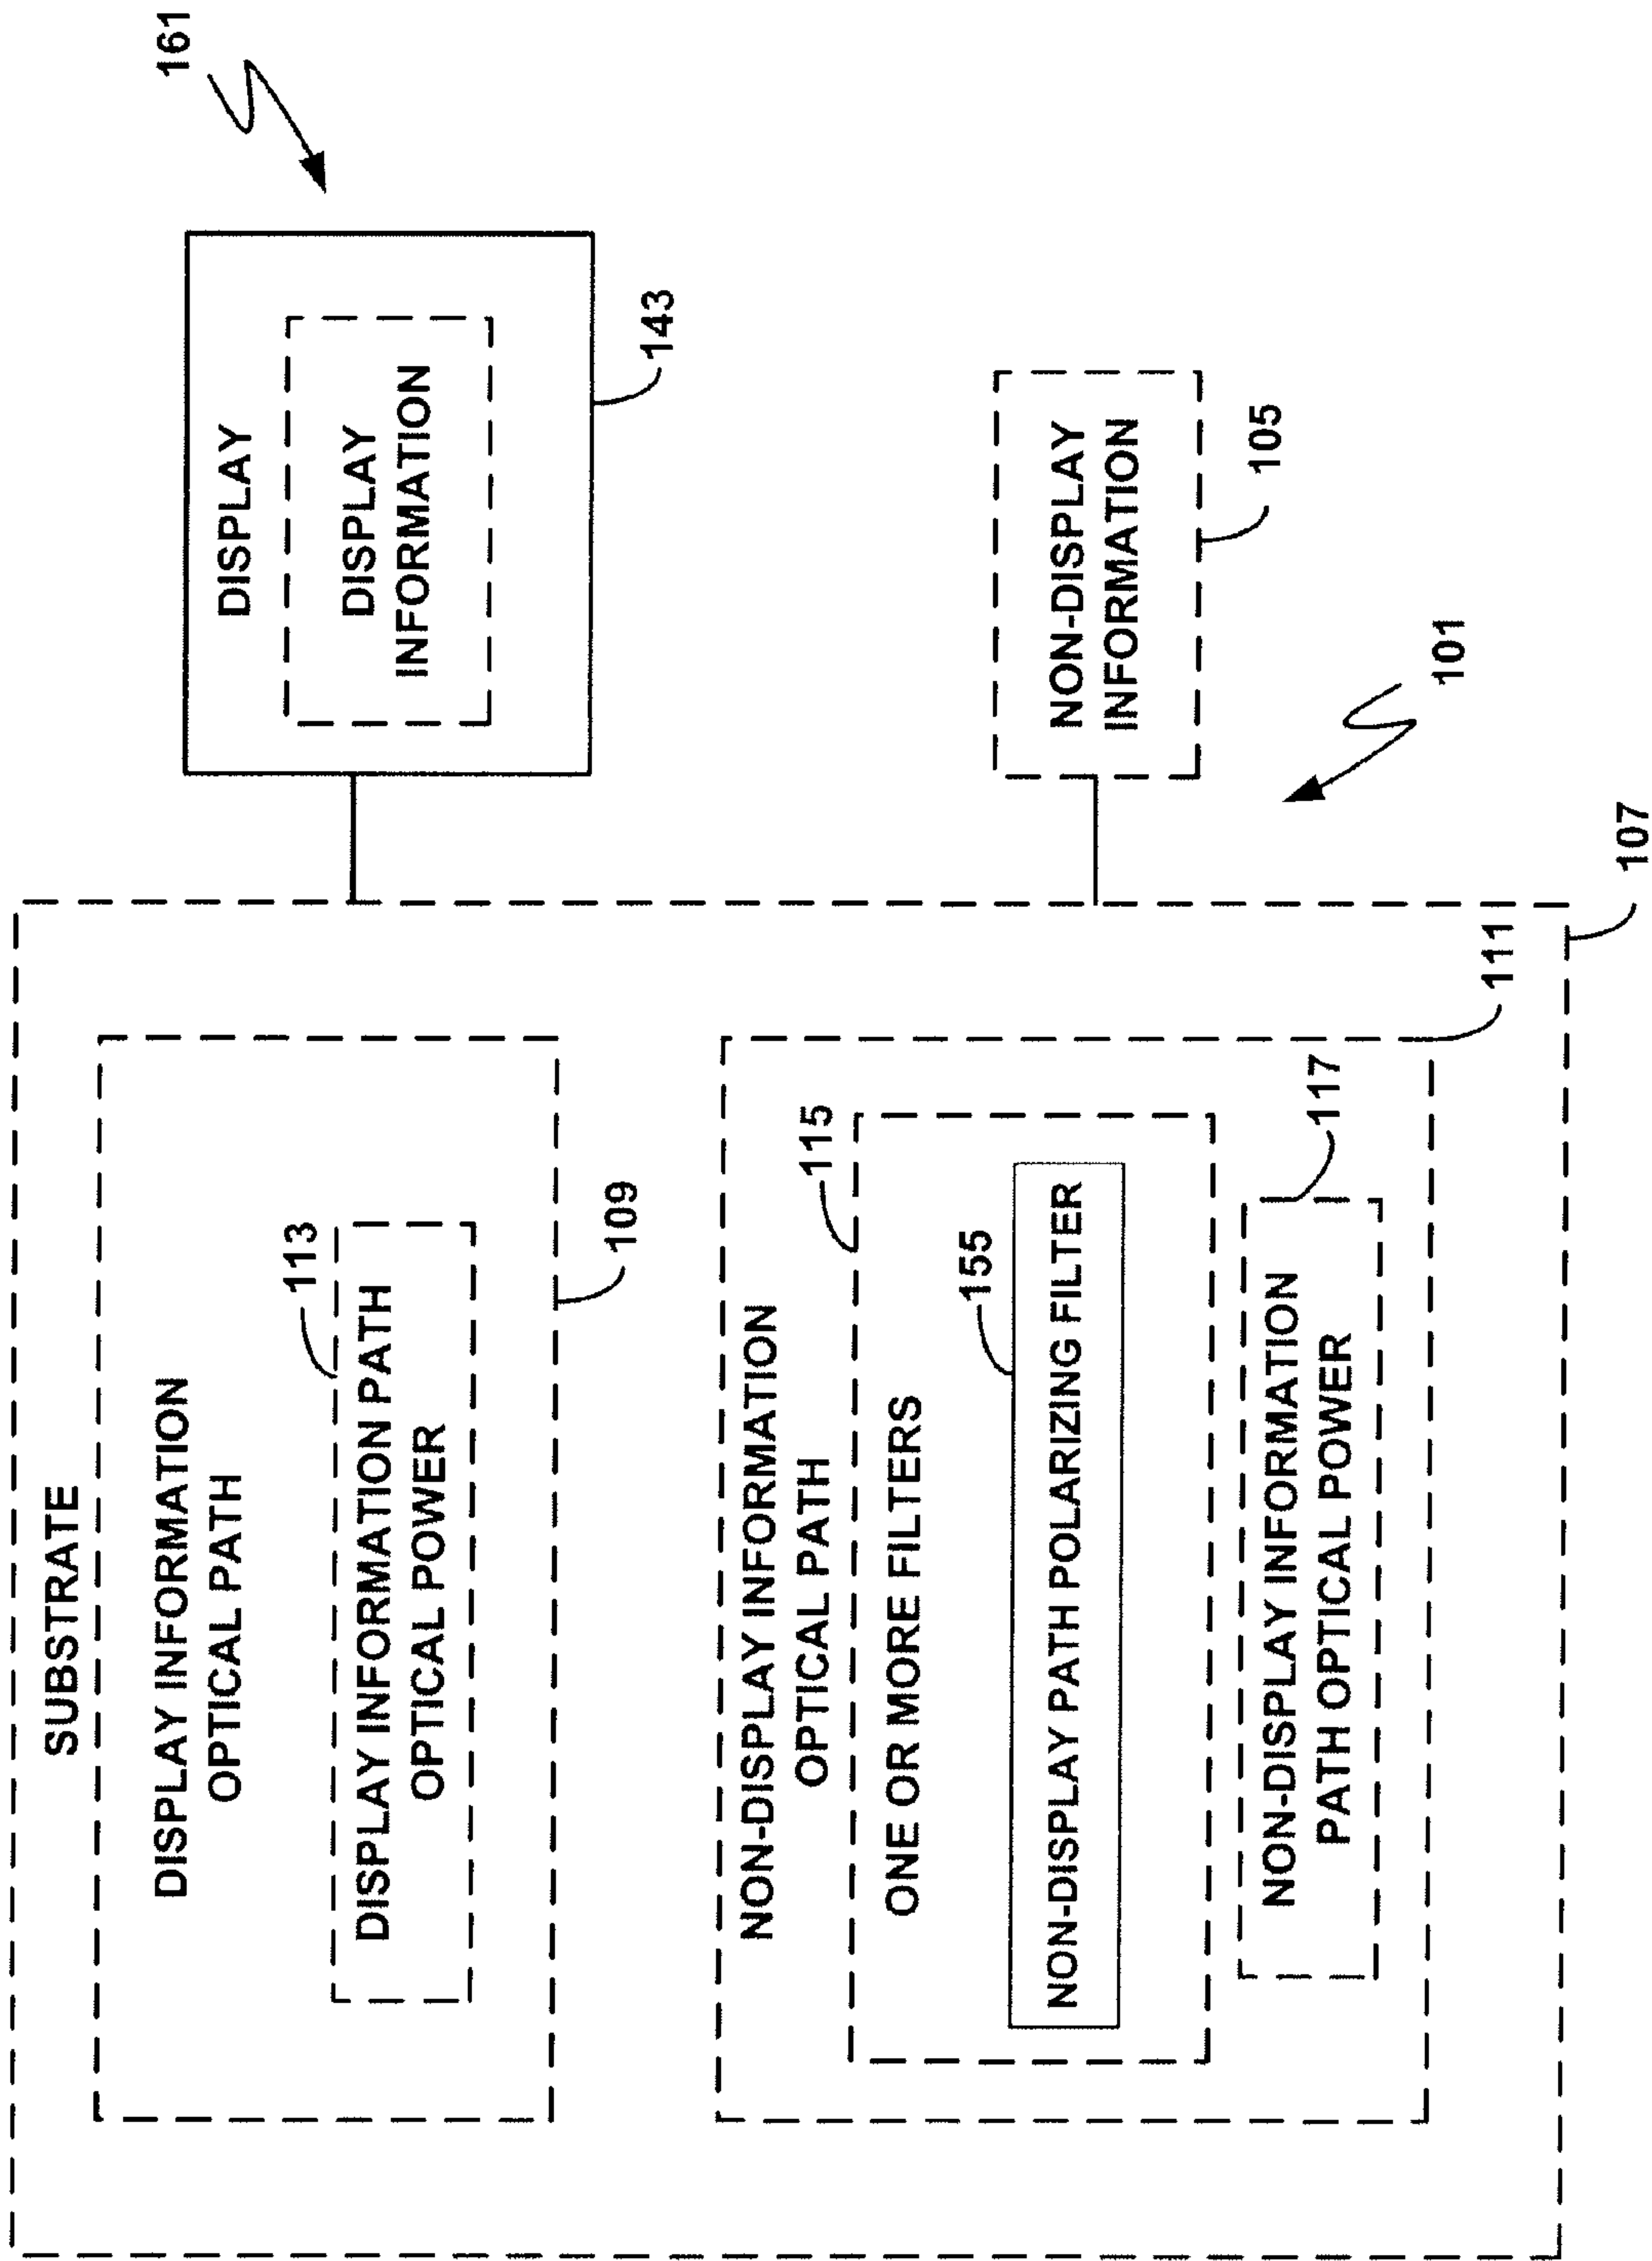 SUBSTRATE
DISPLAY INFORMATION
OPTICAL PATH
113
DISPLAY INFORMATION PATH
OPTICAL POWER
109
NON-DISPLAY INFORMATION
OPTICAL PATH
115
ONE OR MORE FILTERS
155
NON-DISPLAY PATH POLARIZING FILTER
117
NON-DISPLAY INFORMATION
PATH OPTICAL POWER
111
107
161
DISPLAY
DISPLAY
INFORMATION
143
NON-DISPLAY
INFORMATION
105
101